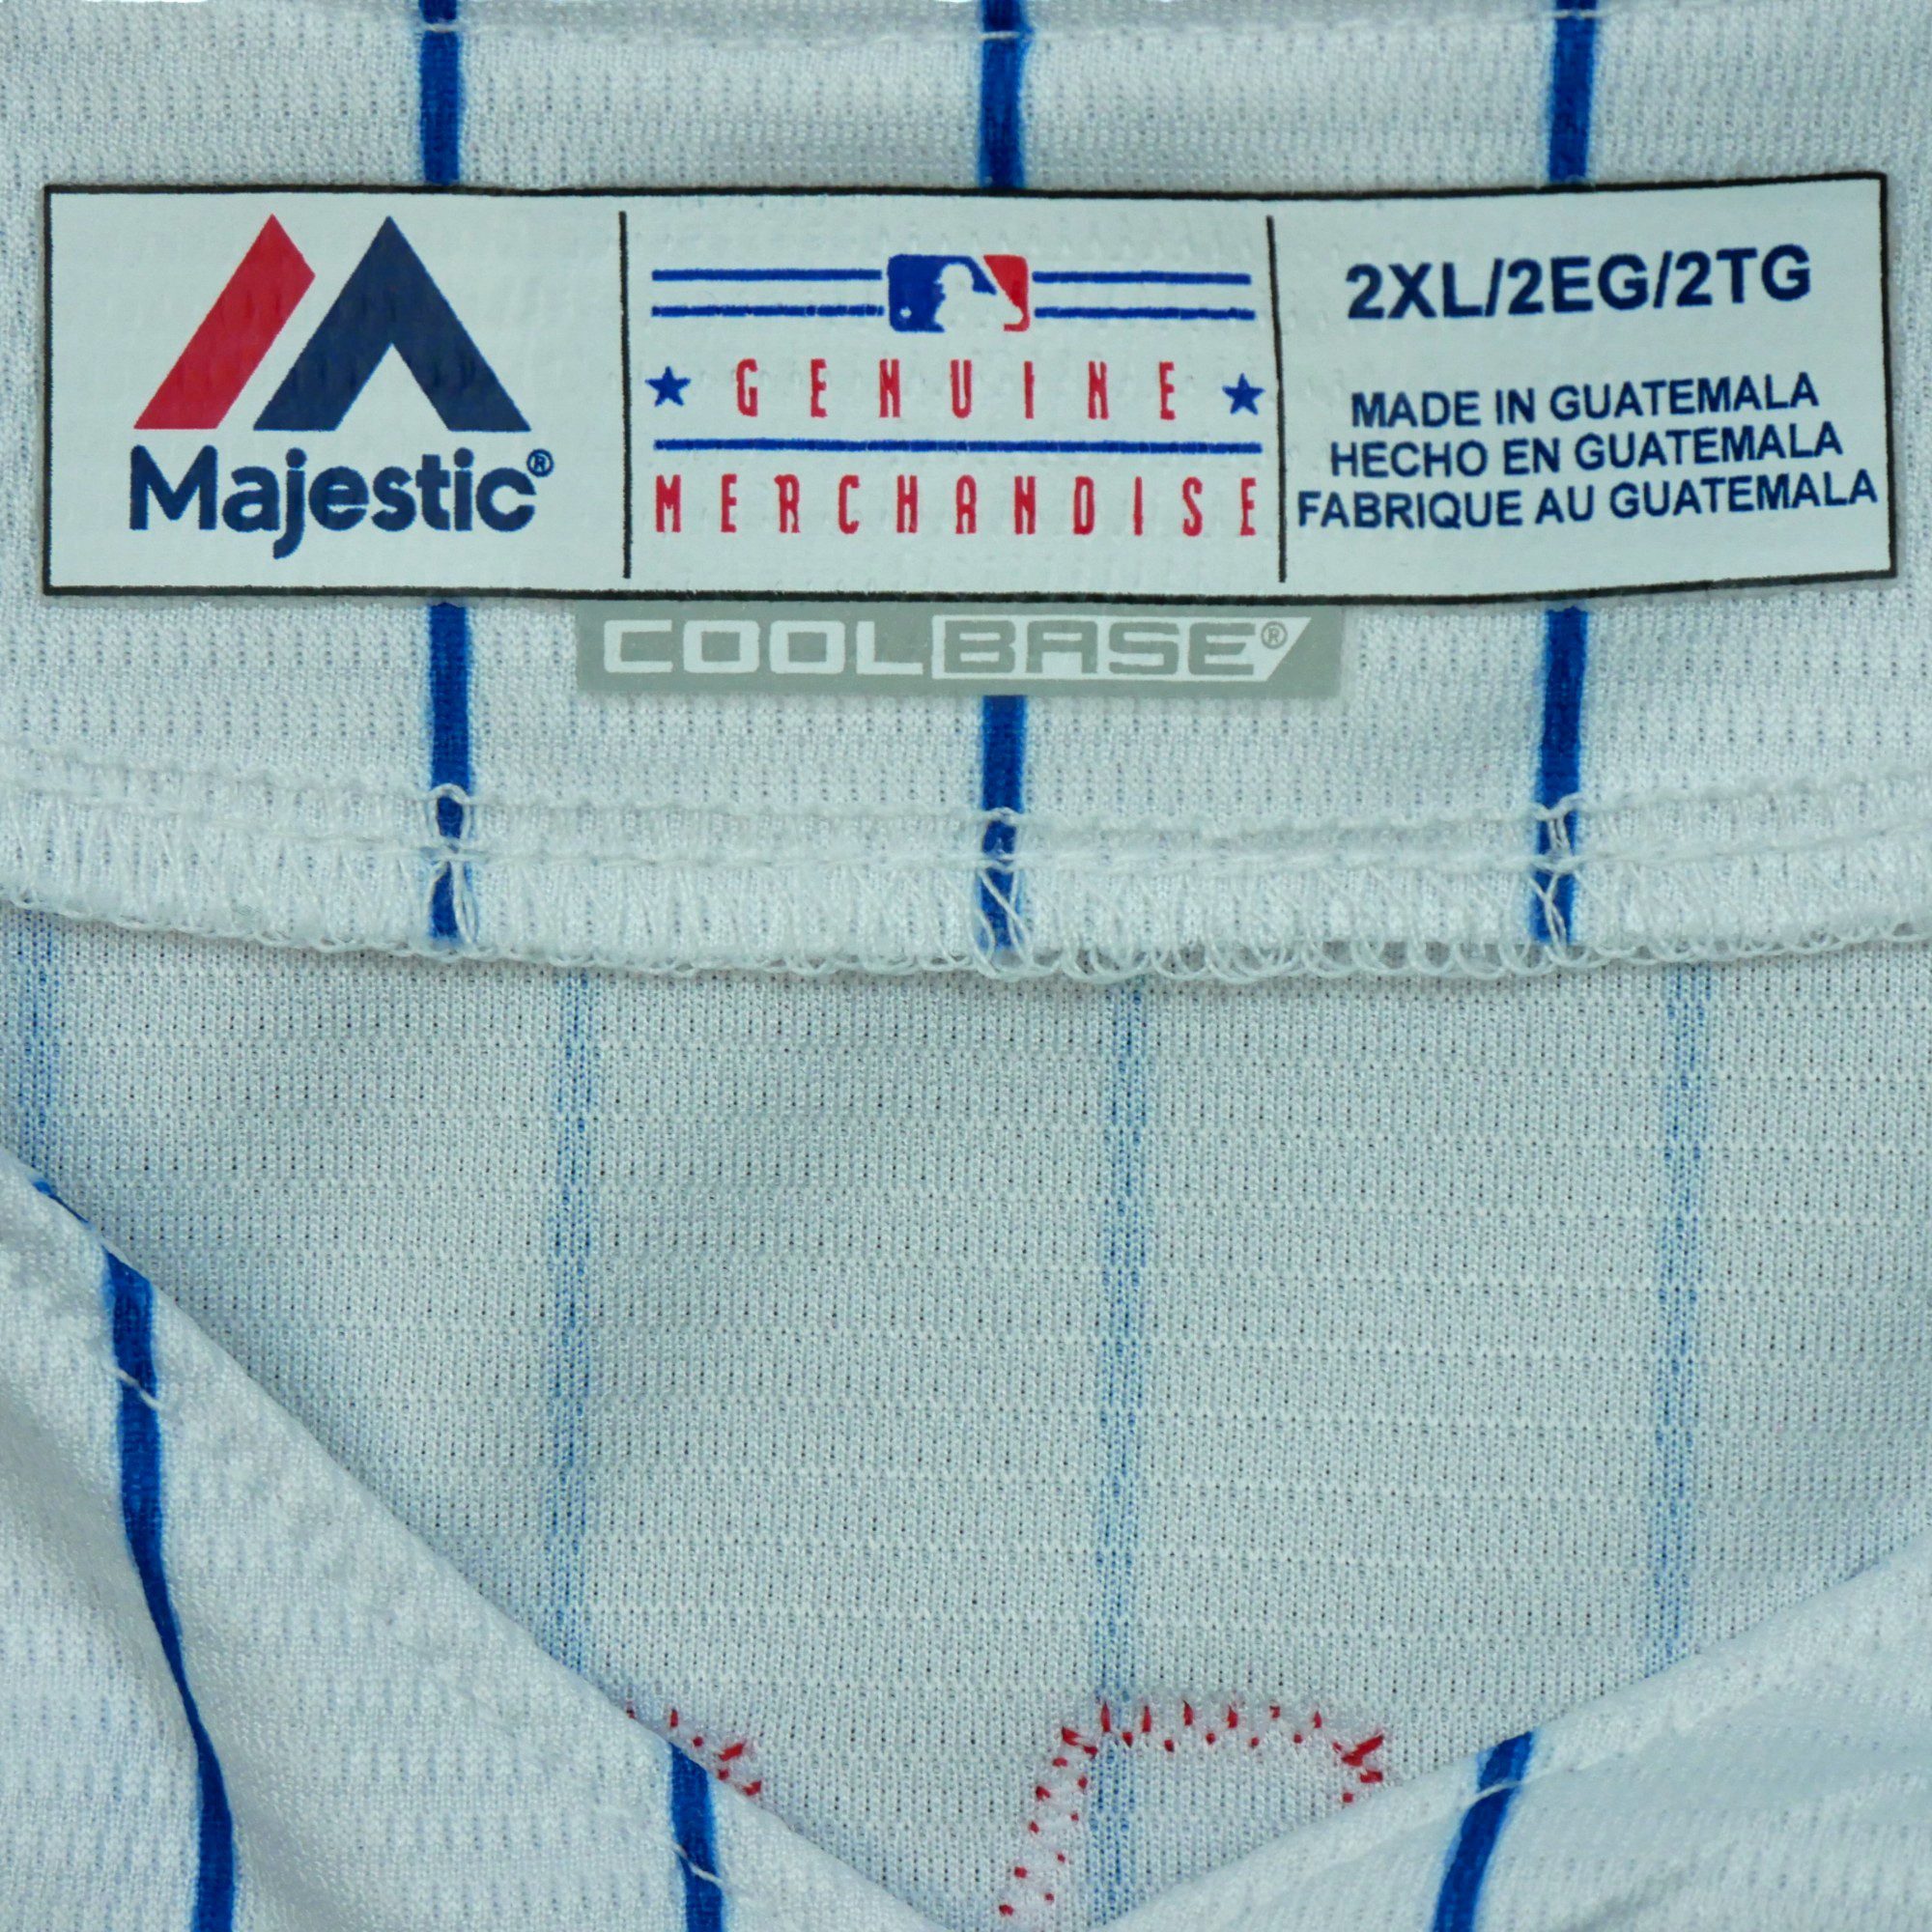 Majestic®
GENUINE
MERCHANDISE
2XL/2EG/2TG
MADE IN GUATEMALA
HECHO EN GUATEMALA
FABRIQUE AU GUATEMALA
COOLBASE®